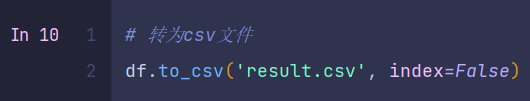 In 10 1 # 转为csv文件
2 df.to_csv('result.csv', index=False)